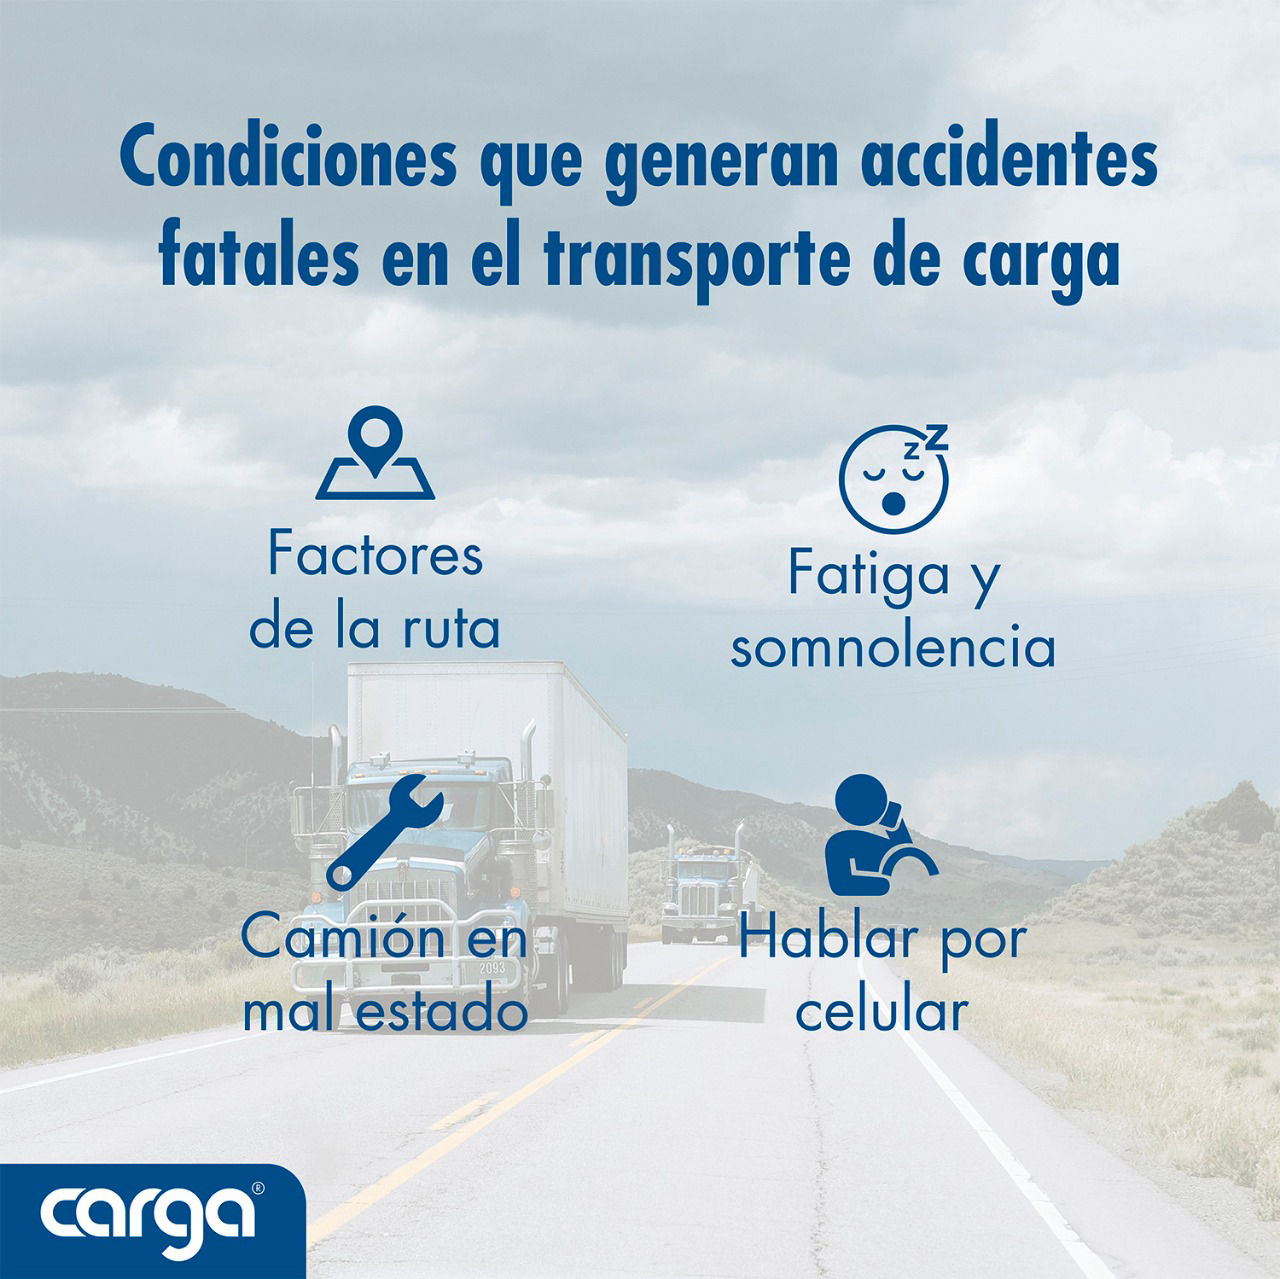 Condiciones que generan accidentes
fatales en el transporte de carga
Factores
de la ruta
Fatiga y
somnolencia
z
Z
Camión en
mal estado
Hablar por
celular
2093
carga®